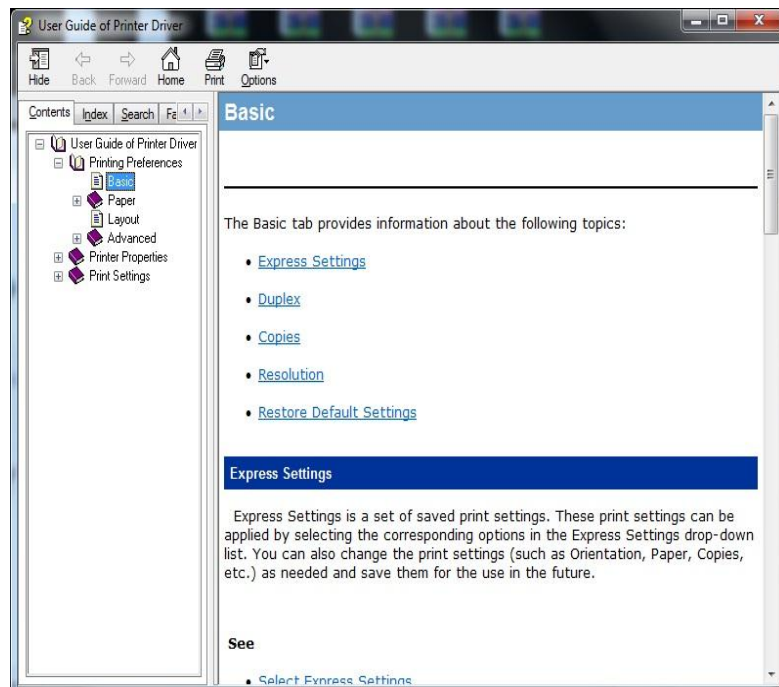 User Guide of Printer Driver
Hide Back Forward Home Print Options
Contents Index Search Fa
User Guide of Printer Driver
Printing Preferences
Basic
Paper
Layout
Advanced
Printer Properties
Print Settings
Basic
The Basic tab provides information about the following topics:
• Express Settings
• Duplex
• Copies
• Resolution
• Restore Default Settings
Express Settings
Express Settings is a set of saved print settings. These print settings can be
applied by selecting the corresponding options in the Express Settings drop-down
list. You can also change the print settings (such as Orientation, Paper, Copies,
etc.) as needed and save them for the use in the future.
See
• Select Express Settings